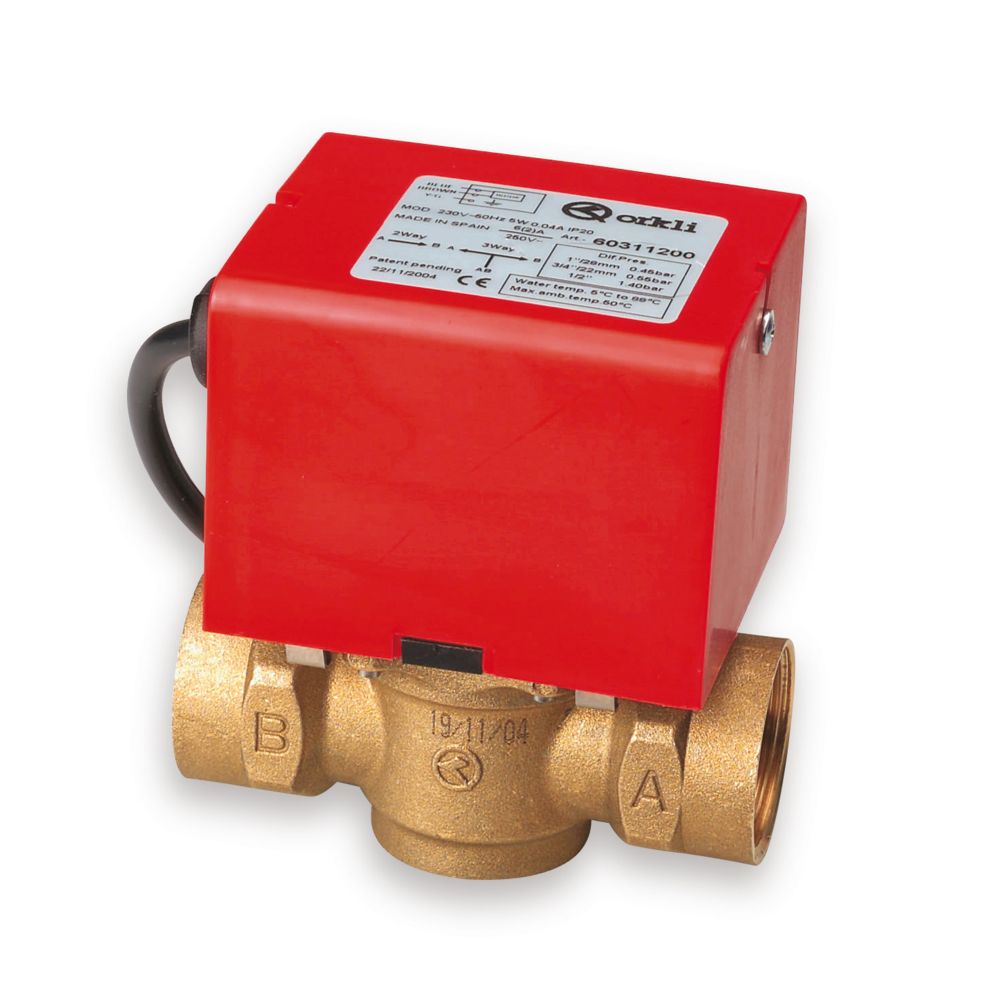 BLUE
BROWN
MOTOR
orkli
MOD 230V~50Hz 5W 0.04A IP20
MADE IN SPAIN 6(2)A
250V~ Art.- 60311200
2Way 3Way
A B A B
AB
Dif.Pres.
1"/28mm 0.45bar
3/4"/22mm 0.55bar
1/2" 1.40bar
Patent pending
22/11/2004
CE
Water temp. 5°C to 88°C
Max.amb.temp.50°C
19/11/04
B
A